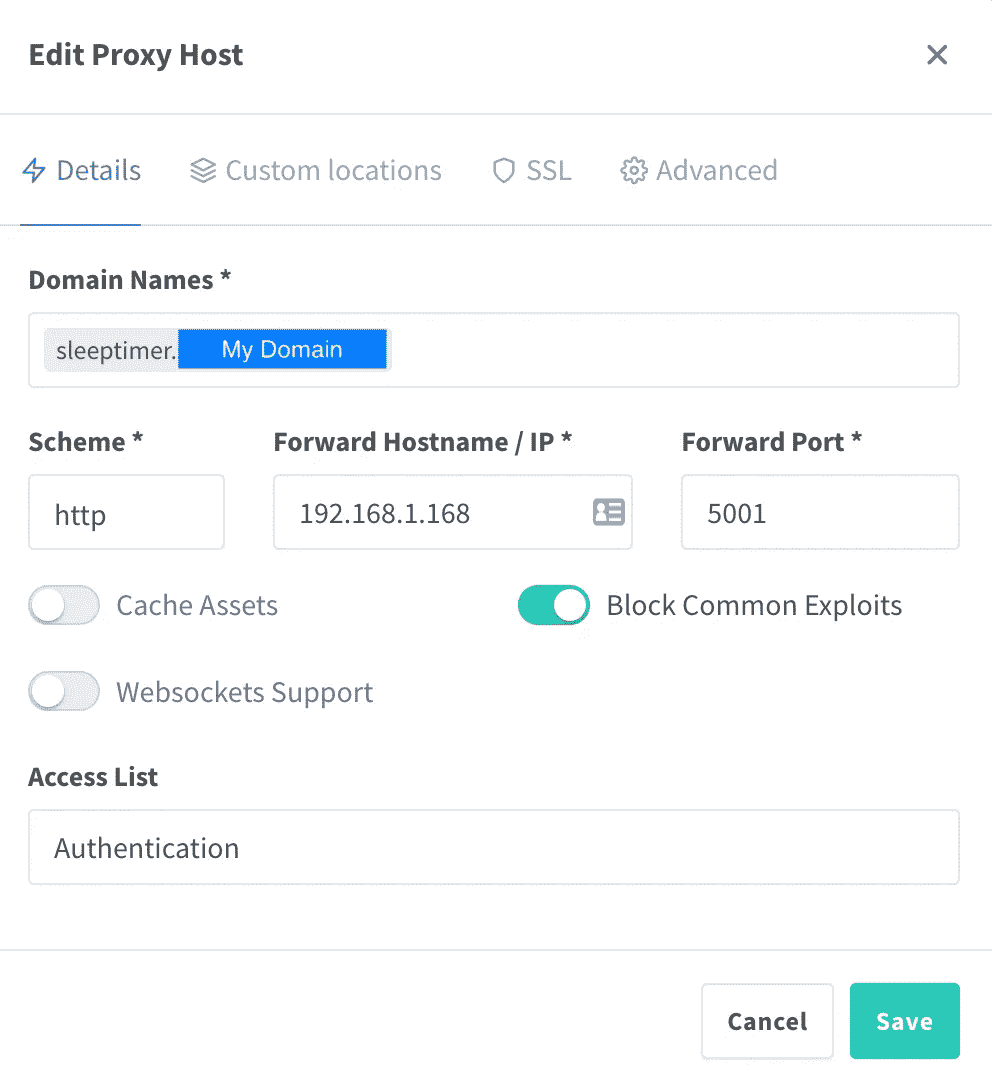 Edit Proxy Host
Details Custom locations SSL Advanced
Domain Names *
sleeptimer. My Domain
Scheme * Forward Hostname / IP * Forward Port *
http 192.168.1.168 5001
Cache Assets Block Common Exploits
Websockets Support
Access List
Authentication
Cancel Save